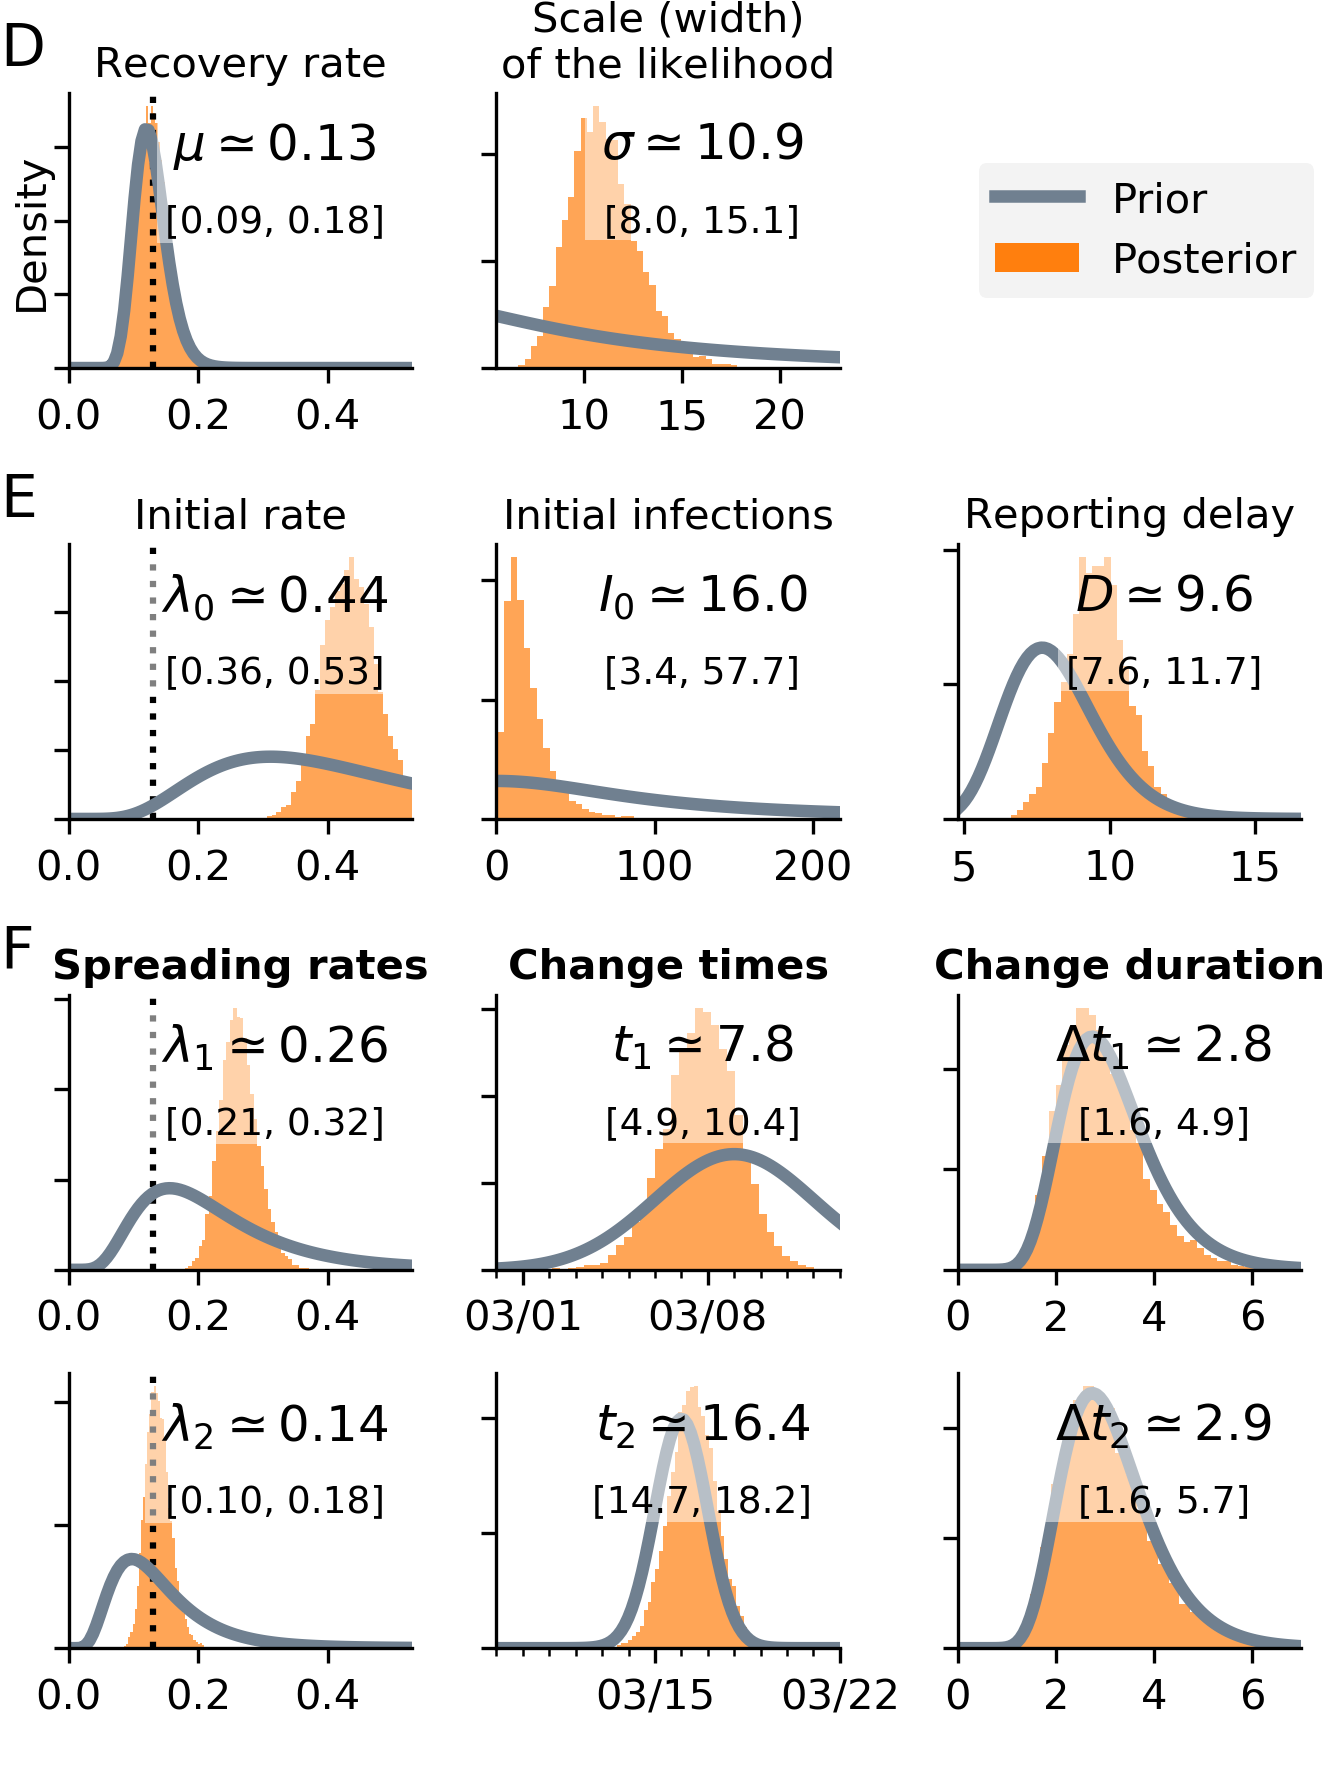 D
Recovery rate
Scale (width)
of the likelihood
Density
μ ≃ 0.13
[0.09, 0.18]
0.0 0.2 0.4
σ ≃ 10.9
[8.0, 15.1]
10 15 20
Prior
Posterior
E
Initial rate
λ0 ≃ 0.44
[0.36, 0.53]
0.0 0.2 0.4
Initial infections
I0 ≃ 16.0
[3.4, 57.7]
0 100 200
Reporting delay
D ≃ 9.6
[7.6, 11.7]
5 10 15
F
Spreading rates
λ1 ≃ 0.26
[0.21, 0.32]
0.0 0.2 0.4
Change times
t1 ≃ 7.8
[4.9, 10.4]
03/01 03/08
Change duration
Δt1 ≃ 2.8
[1.6, 4.9]
0 2 4 6
λ2 ≃ 0.14
[0.10, 0.18]
0.0 0.2 0.4
t2 ≃ 16.4
[14.7, 18.2]
03/15 03/22
Δt2 ≃ 2.9
[1.6, 5.7]
0 2 4 6